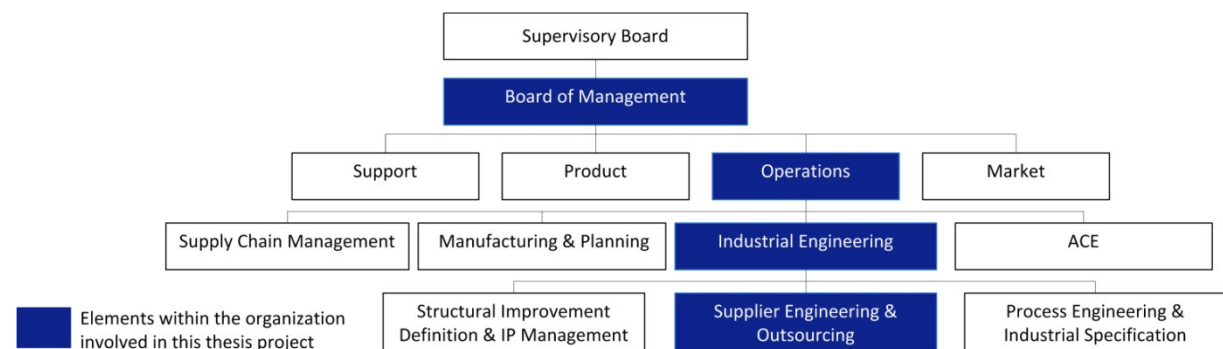 Supervisory Board
Board of Management
Support
Product
Operations
Market
Supply Chain Management
Manufacturing & Planning
Industrial Engineering
ACE
Structural Improvement
Definition & IP Management
Supplier Engineering &
Outsourcing
Process Engineering &
Industrial Specification
Elements within the organization
involved in this thesis project